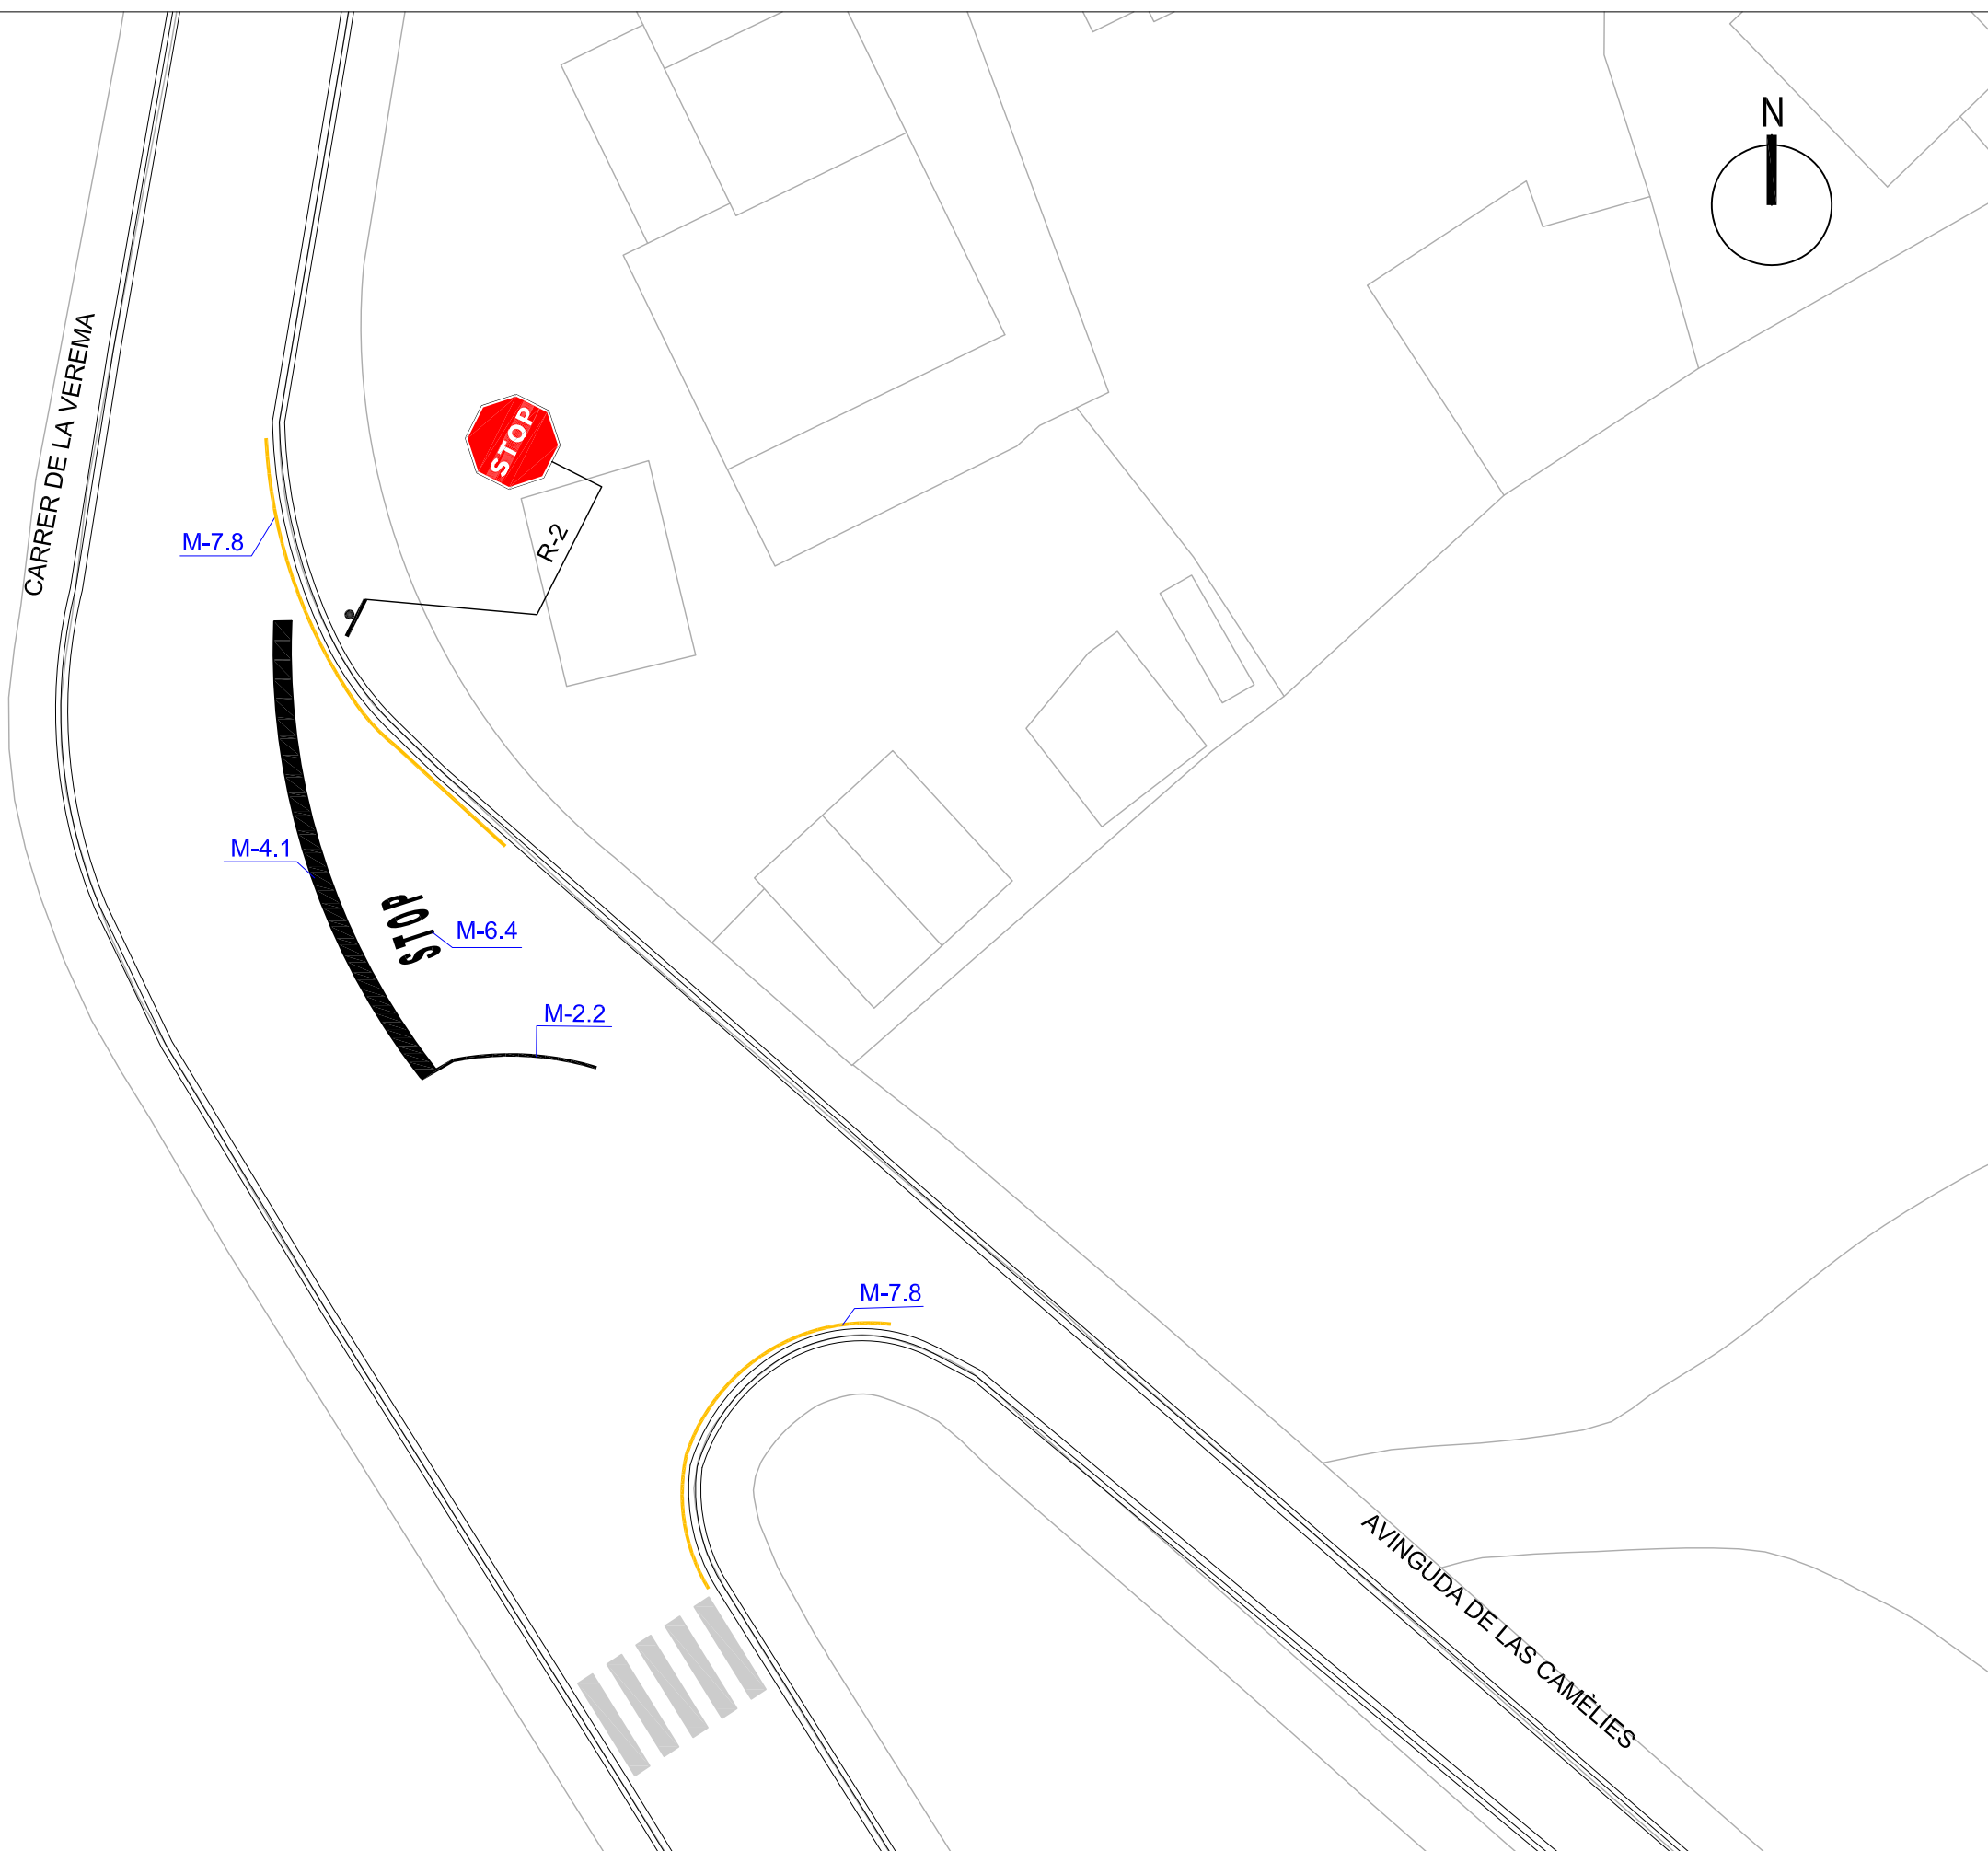 N
CARRER DE LA VEREMA
STOP
M-7.8
R-2
M-4.1
STOP
M-6.4
M-2.2
M-7.8
AVINGUDA DE LAS CAMÈLIES